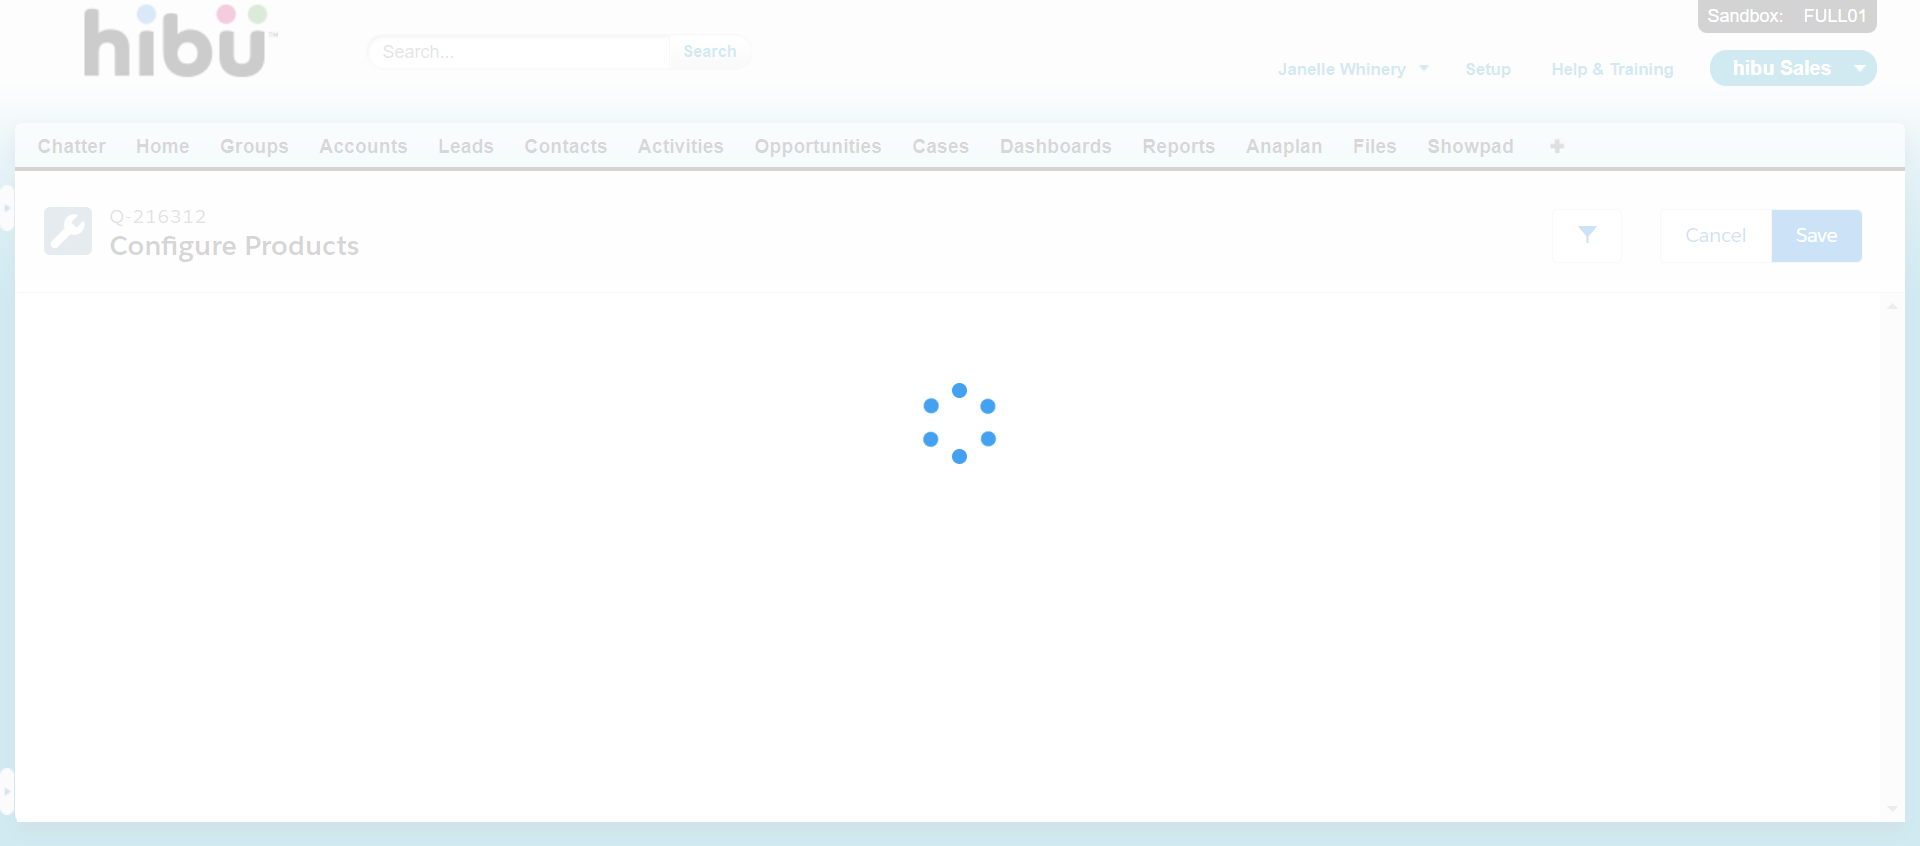 hibu™
Search...
Search
Sandbox: FULL01
Janelle Whinery
Setup
Help & Training
hibu Sales
Chatter Home Groups Accounts Leads Contacts Activities Opportunities Cases Dashboards Reports Anaplan Files Showpad
Q-216312
Configure Products
Cancel
Save